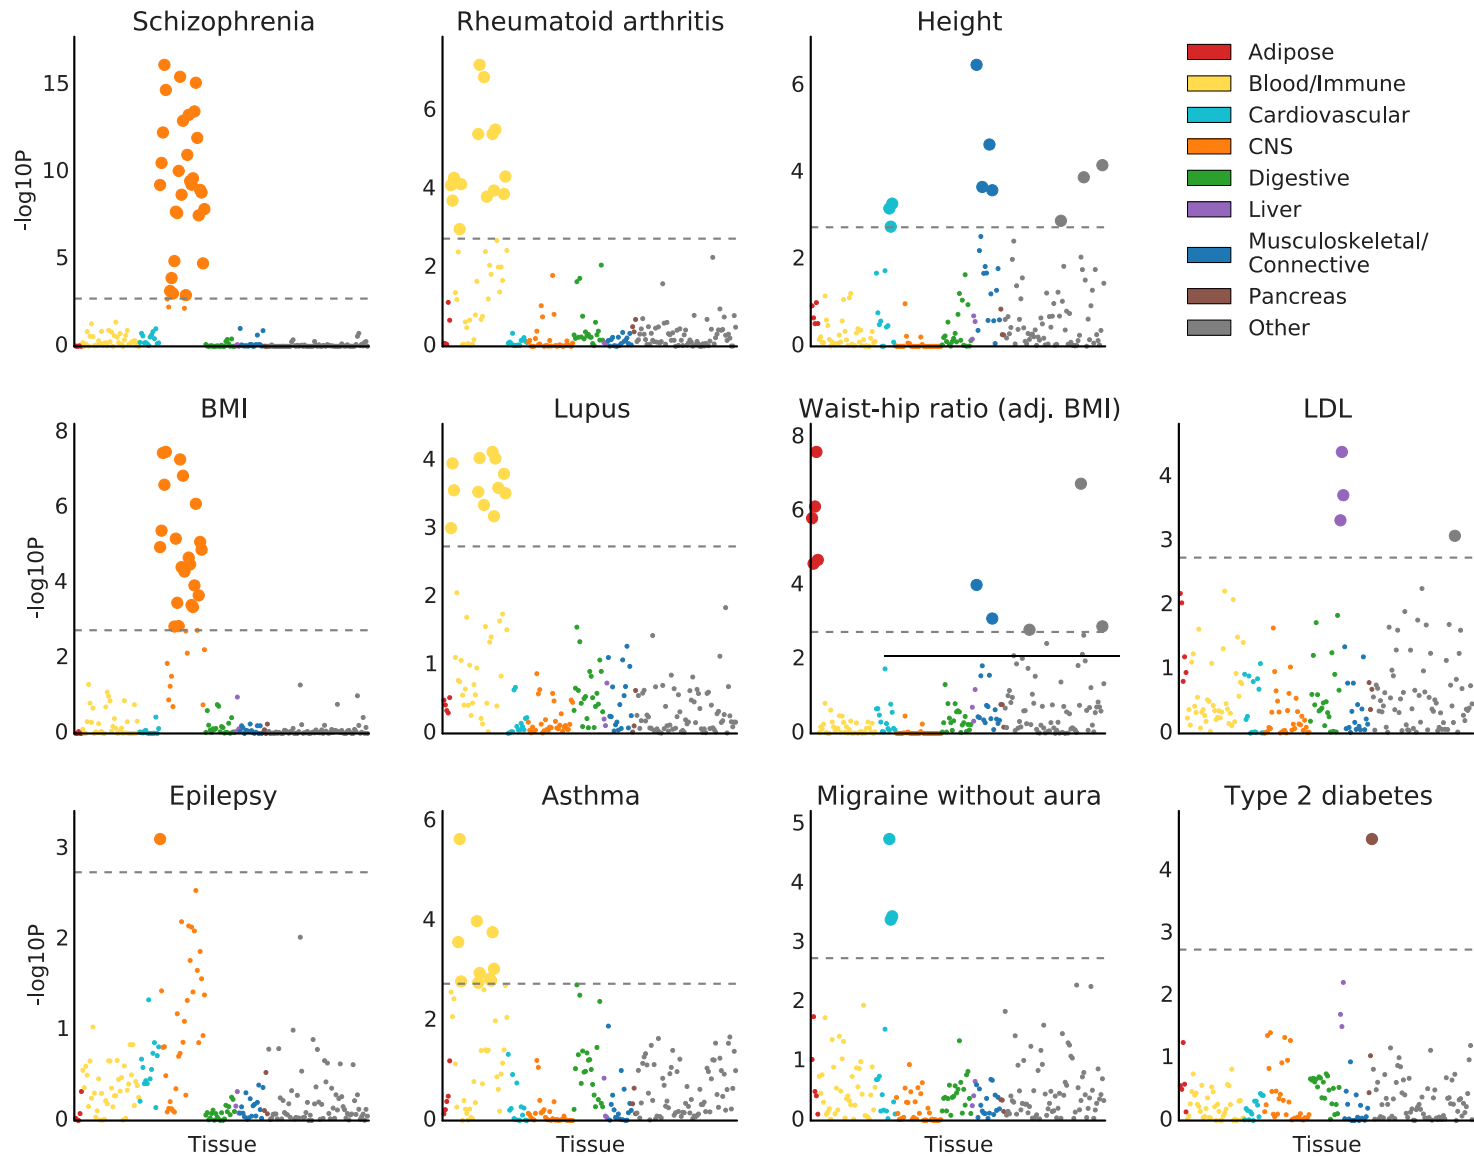 Schizophrenia
Rheumatoid arthritis
Height
-log10P
15
10
5
0
6
4
2
0
6
4
2
0
Adipose
Blood/Immune
Cardiovascular
CNS
Digestive
Liver
Musculoskeletal/
Connective
Pancreas
Other
BMI
Lupus
Waist-hip ratio (adj. BMI)
LDL
-log10P
8
6
4
2
0
4
3
2
1
0
8
6
4
2
0
4
3
2
1
0
Epilepsy
Asthma
Migraine without aura
Type 2 diabetes
-log10P
3
2
1
0
6
4
2
0
5
4
3
2
1
0
4
3
2
1
0
Tissue
Tissue
Tissue
Tissue